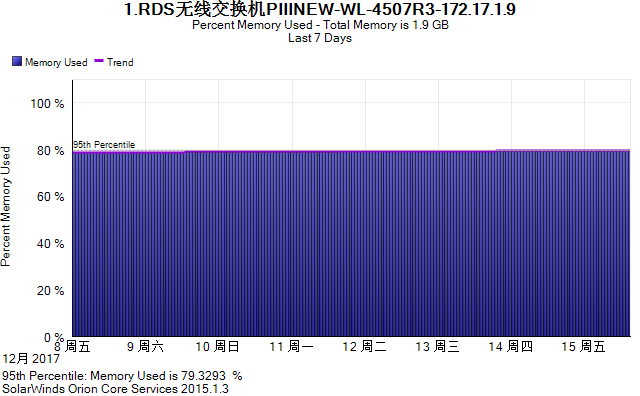 1.RDS无线交换机PIIINEW-WL-4507R3-172.17.1.9
Percent Memory Used - Total Memory is 1.9 GB
Last 7 Days
Memory Used Trend
Percent Memory Used
100 %
95th Percentile
80 %
60 %
40 %
20 %
0 %
8 周五 9 周六 10 周日 11 周一 12 周二 13 周三 14 周四 15 周五
12月 2017
95th Percentile: Memory Used is 79.3293 %
SolarWinds Orion Core Services 2015.1.3